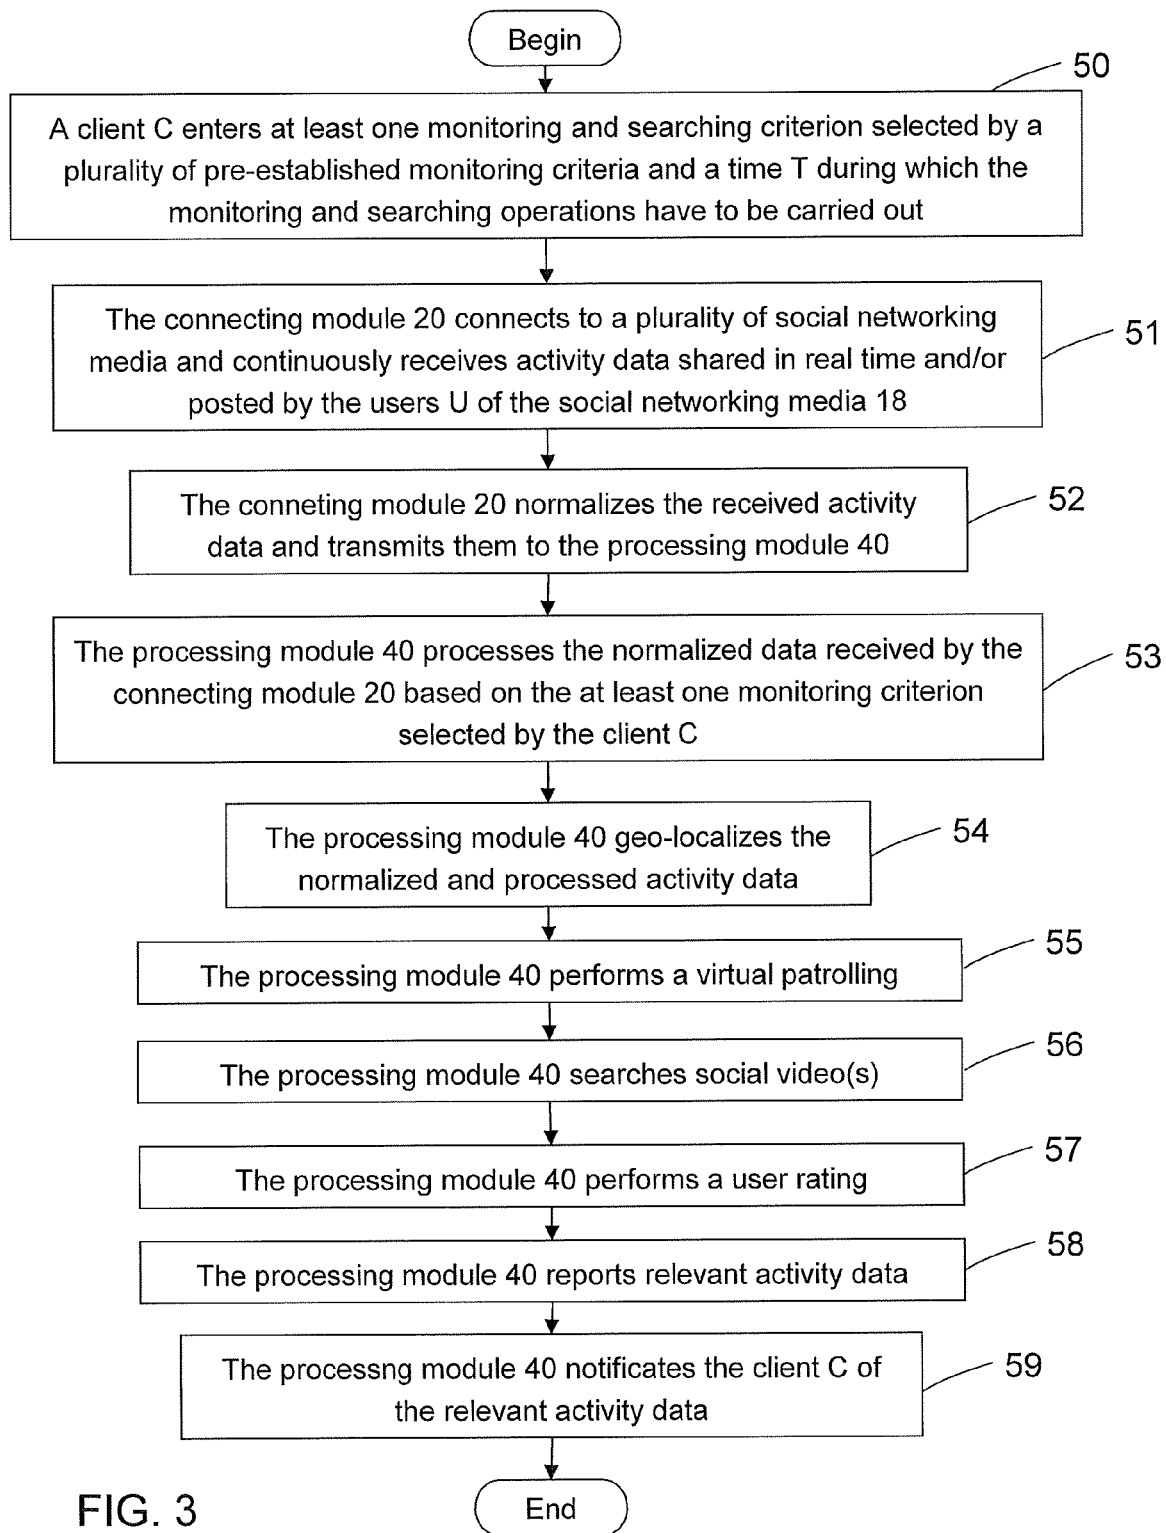 Begin
50
A client C enters at least one monitoring and searching criterion selected by a
plurality of pre-established monitoring criteria and a time T during which the
monitoring and searching operations have to be carried out
The connecting module 20 connects to a plurality of social networking
media and continuously receives activity data shared in real time and/or
posted by the users U of the social networking media 18
51
The conneting module 20 normalizes the received activity
data and transmits them to the processing module 40
52
The processing module 40 processes the normalized data received by the
connecting module 20 based on the at least one monitoring criterion
selected by the client C
53
The processing module 40 geo-localizes the
normalized and processed activity data
54
The processing module 40 performs a virtual patrolling
55
The processing module 40 searches social video(s)
56
The processing module 40 performs a user rating
57
The processing module 40 reports relevant activity data
58
The processng module 40 notificates the client C of
the relevant activity data
59
End
FIG. 3